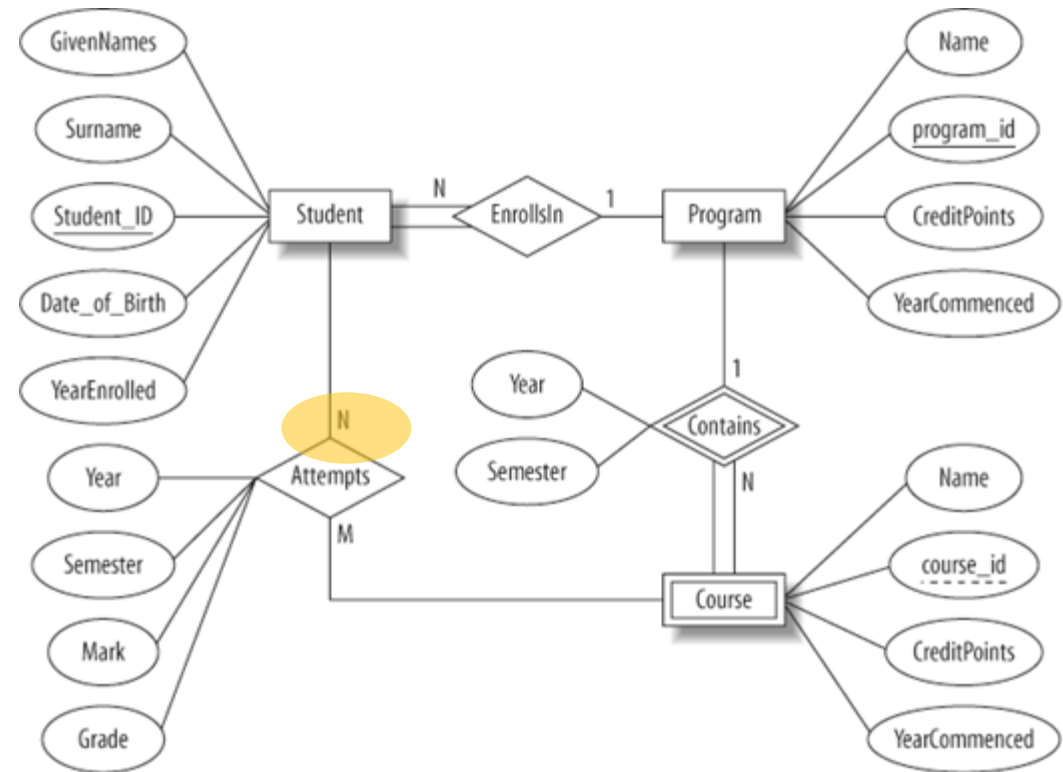 GivenNames
Name
Surname
program_id
Student_ID
Student
N
EnrollsIn
1
Program
CreditPoints
Date_of_Birth
YearCommenced
YearEnrolled
1
Year
N
Contains
Year
Attempts
Semester
N
Name
M
Semester
course_id
Course
Mark
CreditPoints
Grade
YearCommenced